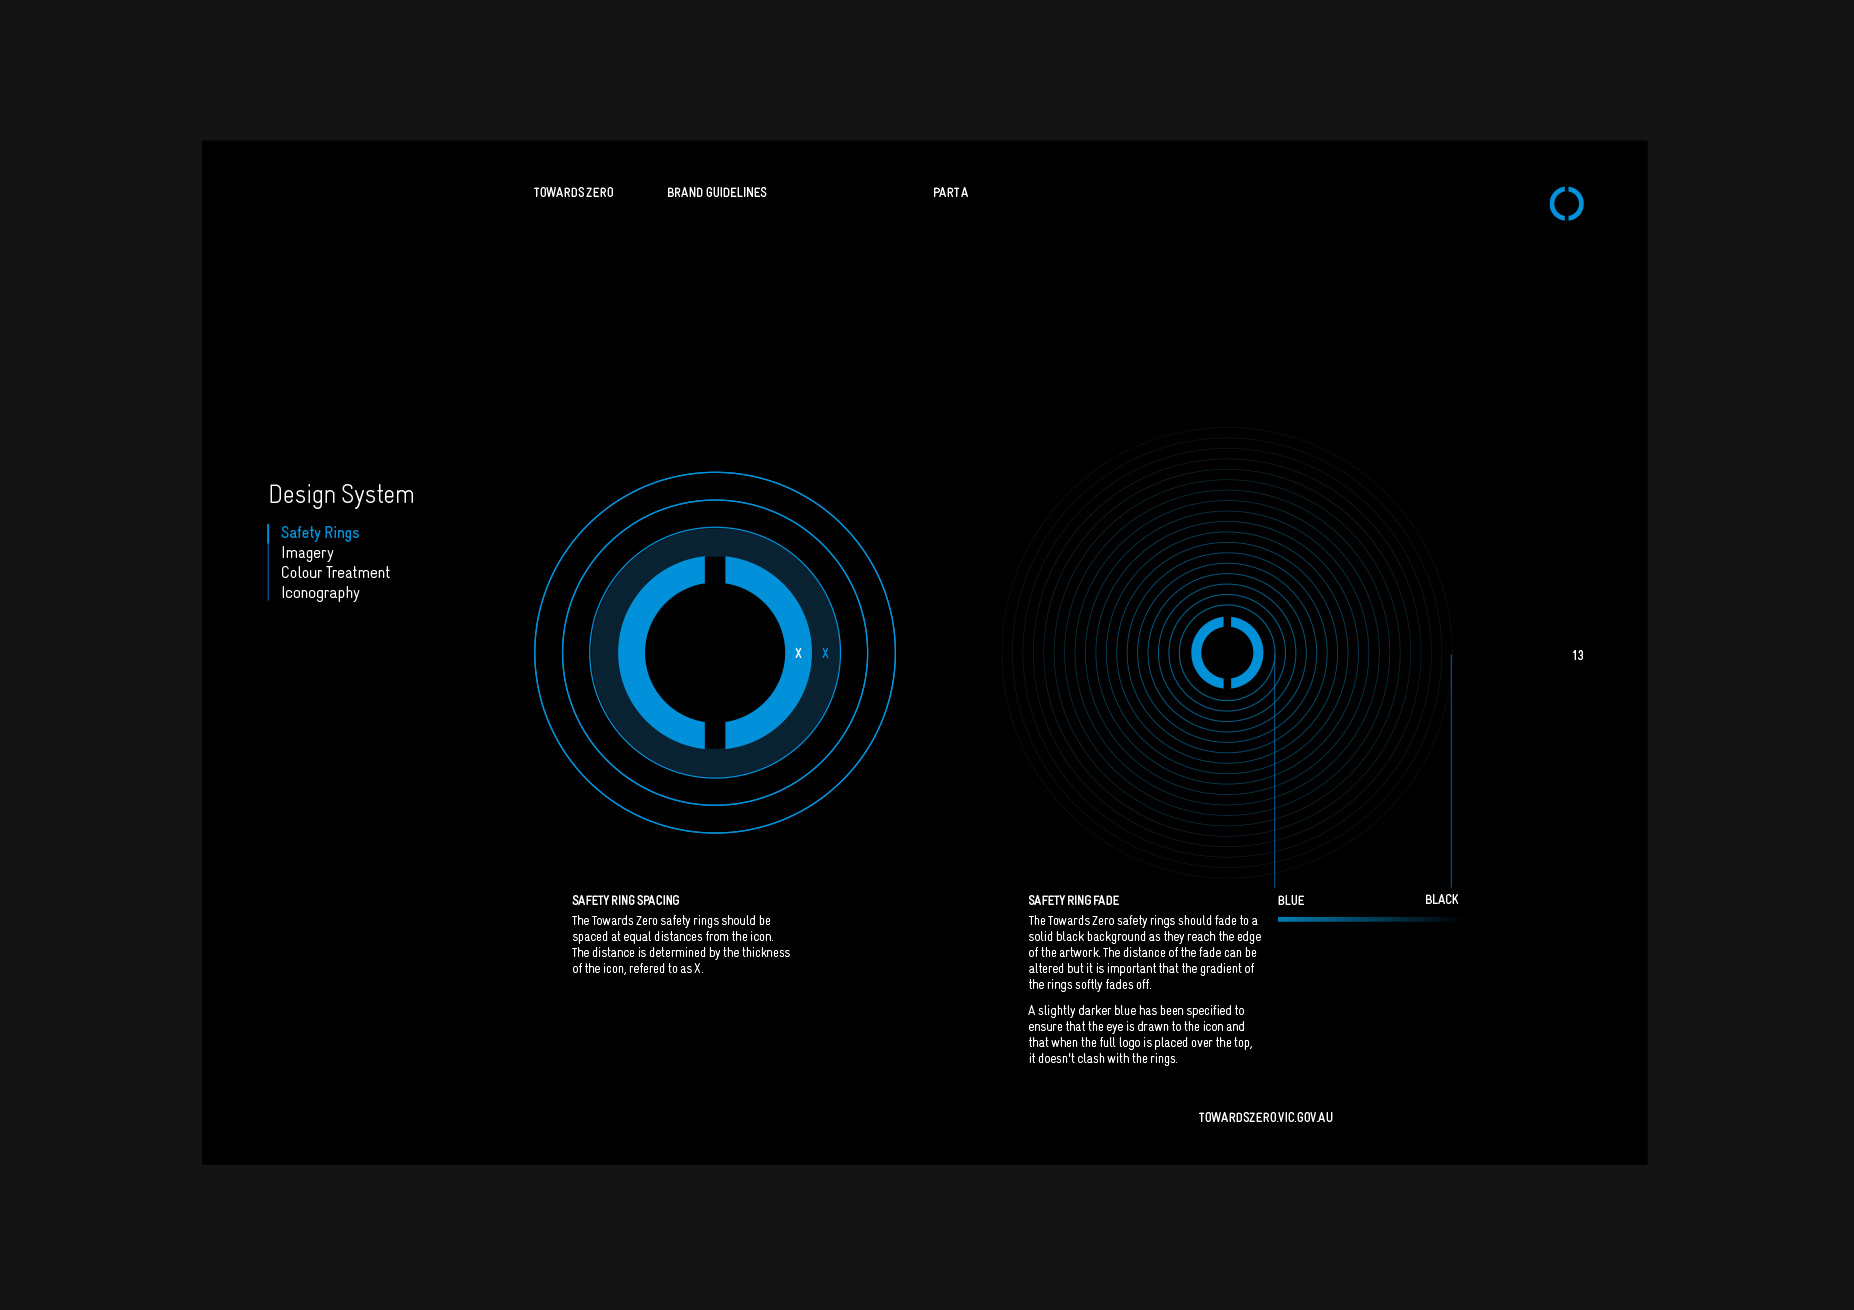 TOWARDS ZERO
BRAND GUIDELINES
PART A
Design System
Safety Rings
Imagery
Colour Treatment
Iconography
X
X
13
SAFETY RING SPACING
The Towards Zero safety rings should be
spaced at equal distances from the icon.
The distance is determined by the thickness
of the icon, refered to as X.
SAFETY RING FADE
The Towards Zero safety rings should fade to a
solid black background as they reach the edge
of the artwork. The distance of the fade can be
altered but it is important that the gradient of
the rings softly fades off.
A slightly darker blue has been specified to
ensure that the eye is drawn to the icon and
that when the full logo is placed over the top,
it doesn't clash with the rings.
BLUE
BLACK
TOWARDSZERO.VIC.GOV.AU